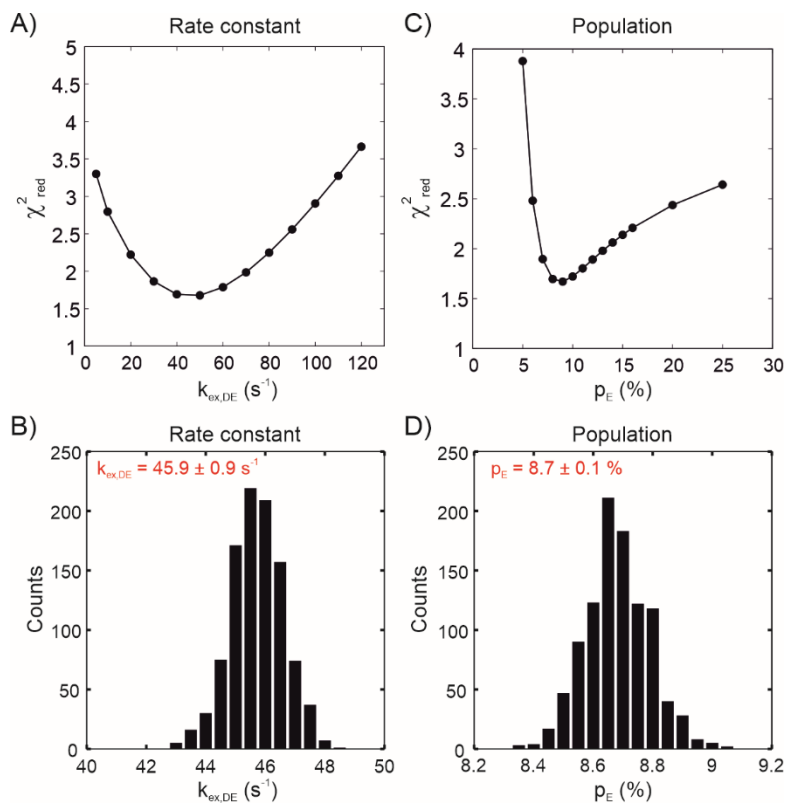 A)
Rate constant
5
4.5
4
3.5
3
2.5
2
1.5
1
χ²red
0 20 40 60 80 100 120
kex,DE (s⁻¹)
C)
Population
4
3.5
3
2.5
2
1.5
1
χ²red
0 5 10 15 20 25 30
pE (%)
B)
Rate constant
kex,DE = 45.9 ± 0.9 s⁻¹
250
200
150
100
50
0
Counts
40 42 44 46 48 50
kex,DE (s⁻¹)
D)
Population
pE = 8.7 ± 0.1 %
250
200
150
100
50
0
Counts
8.2 8.4 8.6 8.8 9 9.2
pE (%)